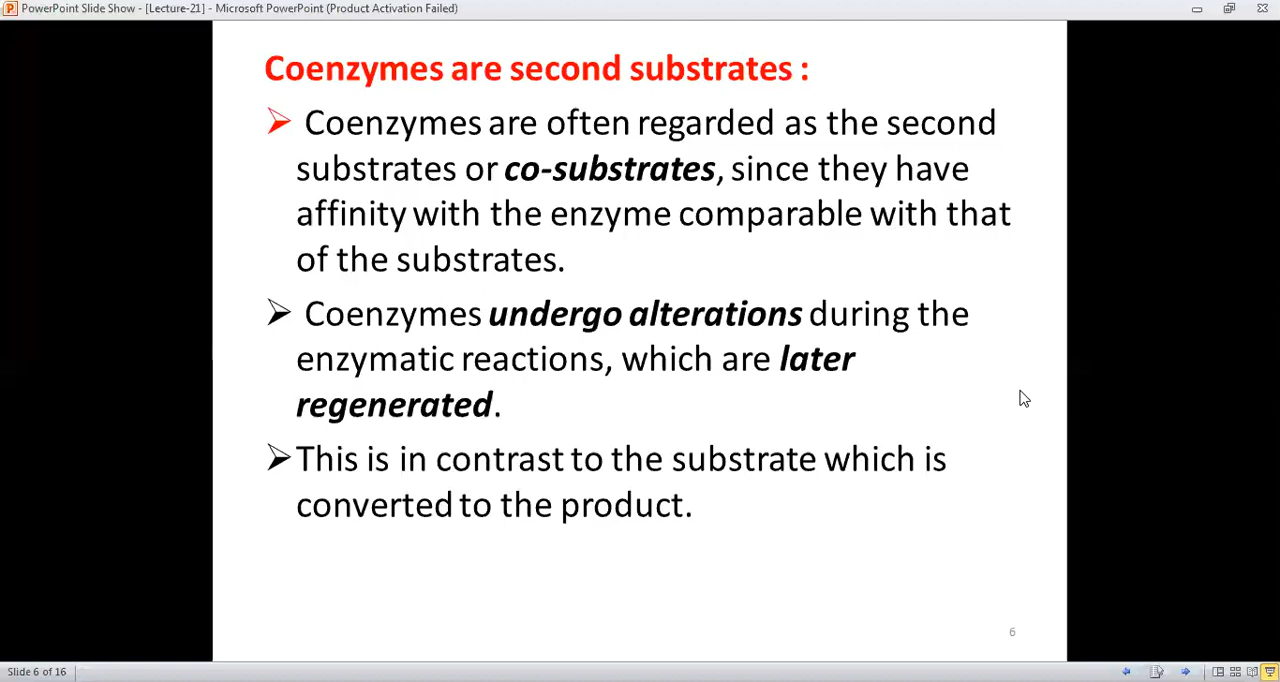 PowerPoint Slide Show - [Lecture-21] - Microsoft PowerPoint (Product Activation Failed)
Coenzymes are second substrates :
Coenzymes are often regarded as the second
substrates or co-substrates, since they have
affinity with the enzyme comparable with that
of the substrates.
Coenzymes undergo alterations during the
enzymatic reactions, which are later
regenerated.
This is in contrast to the substrate which is
converted to the product.
6
Slide 6 of 16